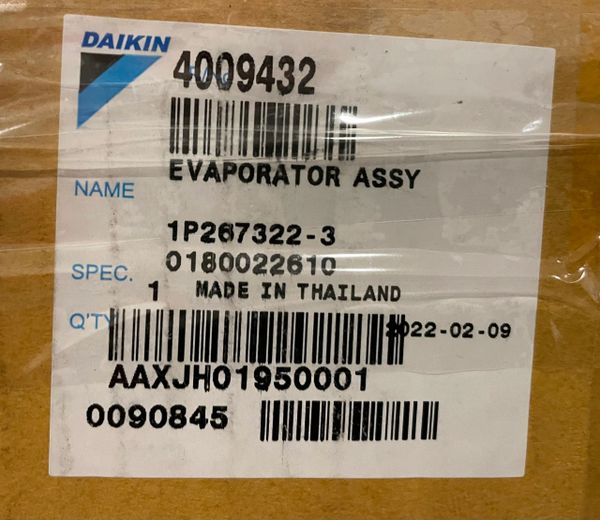 DAIKIN
4009432
NAME EVAPORATOR ASSY
1P267322-3
SPEC. 0180022610
Q'TY 1 MADE IN THAILAND
2022-02-09
AAXJH01950001
0090845